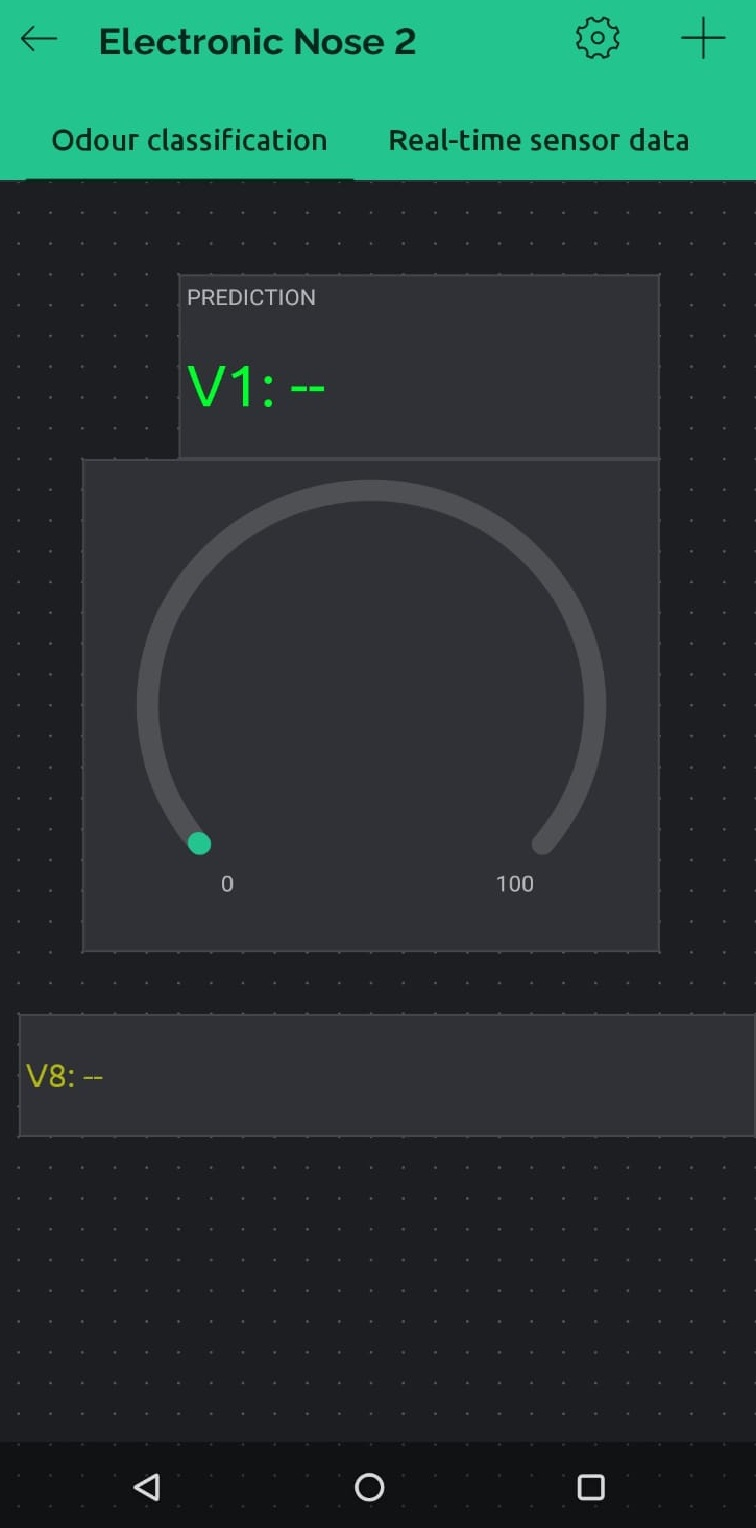 Electronic Nose 2
Odour classification Real-time sensor data
PREDICTION
V1: --
0 100
V8: --